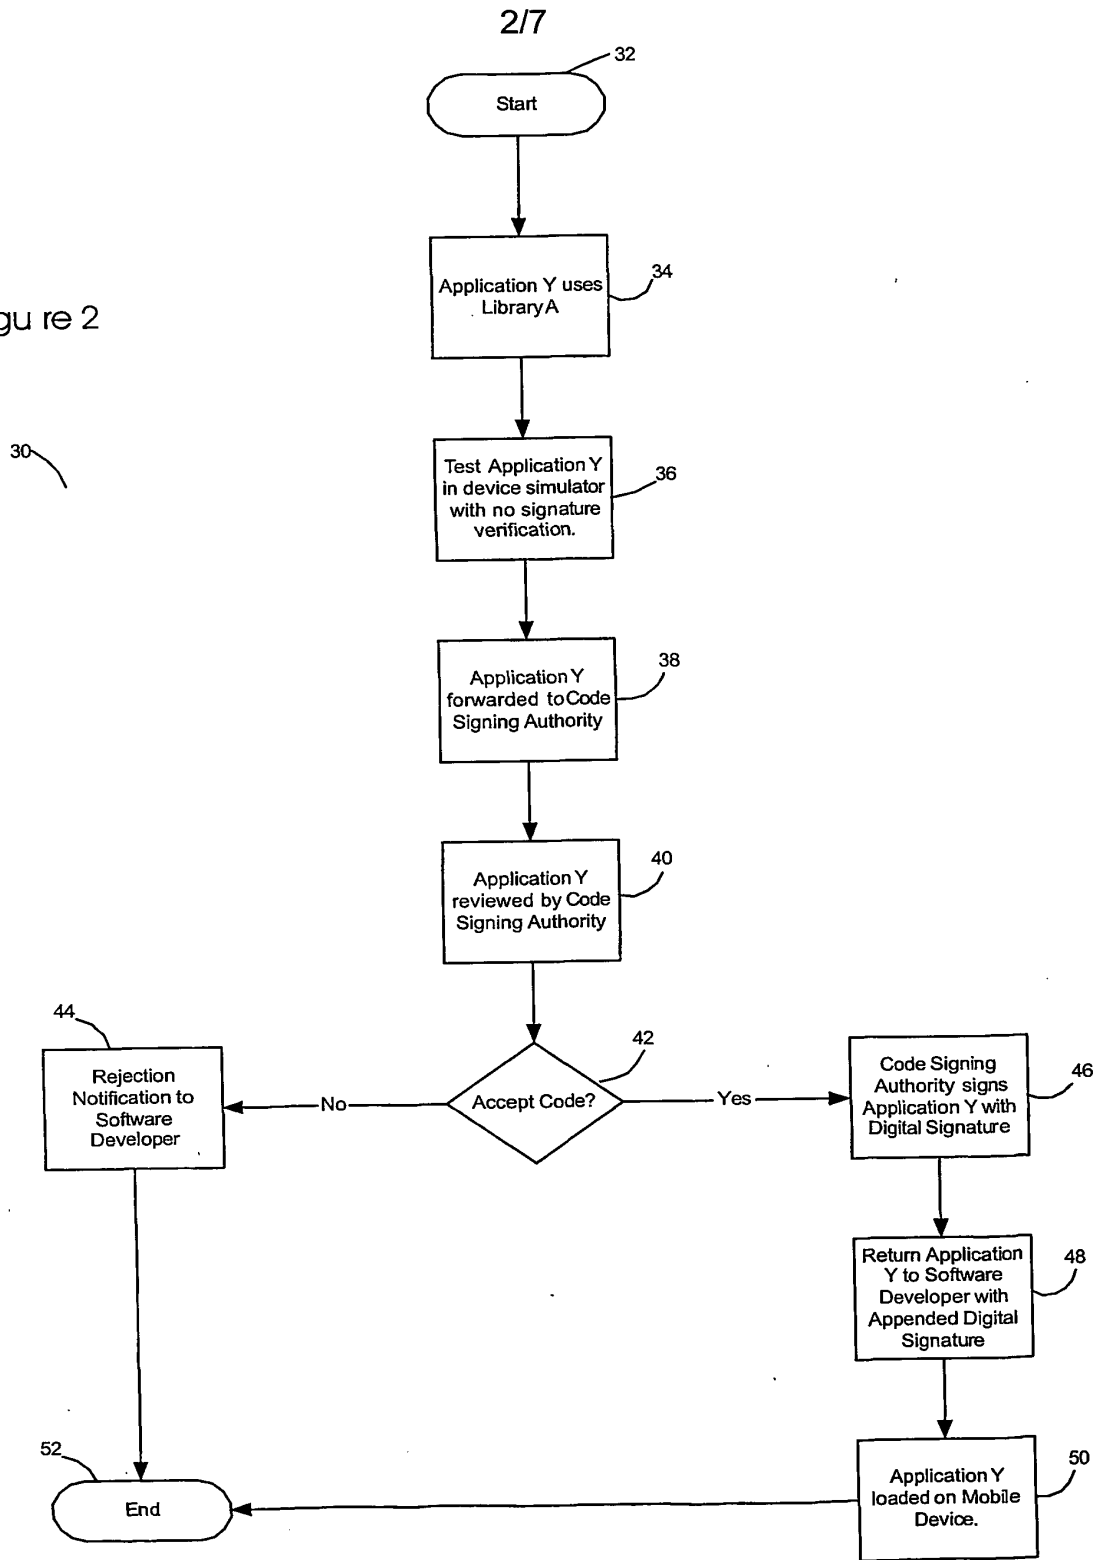 2/7
32
Start
Application Y uses
Library A
34
gu re 2
30
Test Application Y
in device simulator
with no signature
verification.
36
Application Y
forwarded to Code
Signing Authority
38
Application Y
reviewed by Code
Signing Authority
40
44
Rejection
Notification to
Software
Developer
No
Accept Code?
42
Yes
Code Signing
Authority signs
Application Y with
Digital Signature
46
Return Application
Y to Software
Developer with
Appended Digital
Signature
48
52
End
Application Y
loaded on Mobile
Device.
50